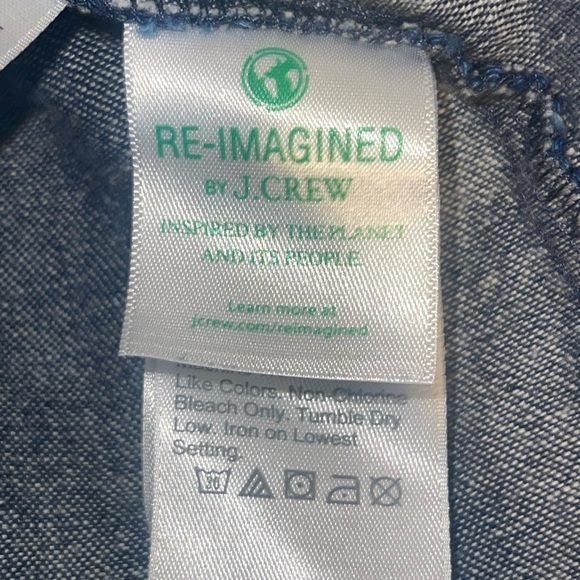 RE-IMAGINED
BY J.CREW
INSPIRED BY THE PLANET
AND ITS PEOPLE
Learn more at
jcrew.com/reimagined
Like Colors. Non-Chlorine
Bleach Only. Tumble Dry
Low. Iron on Lowest
Setting.
30